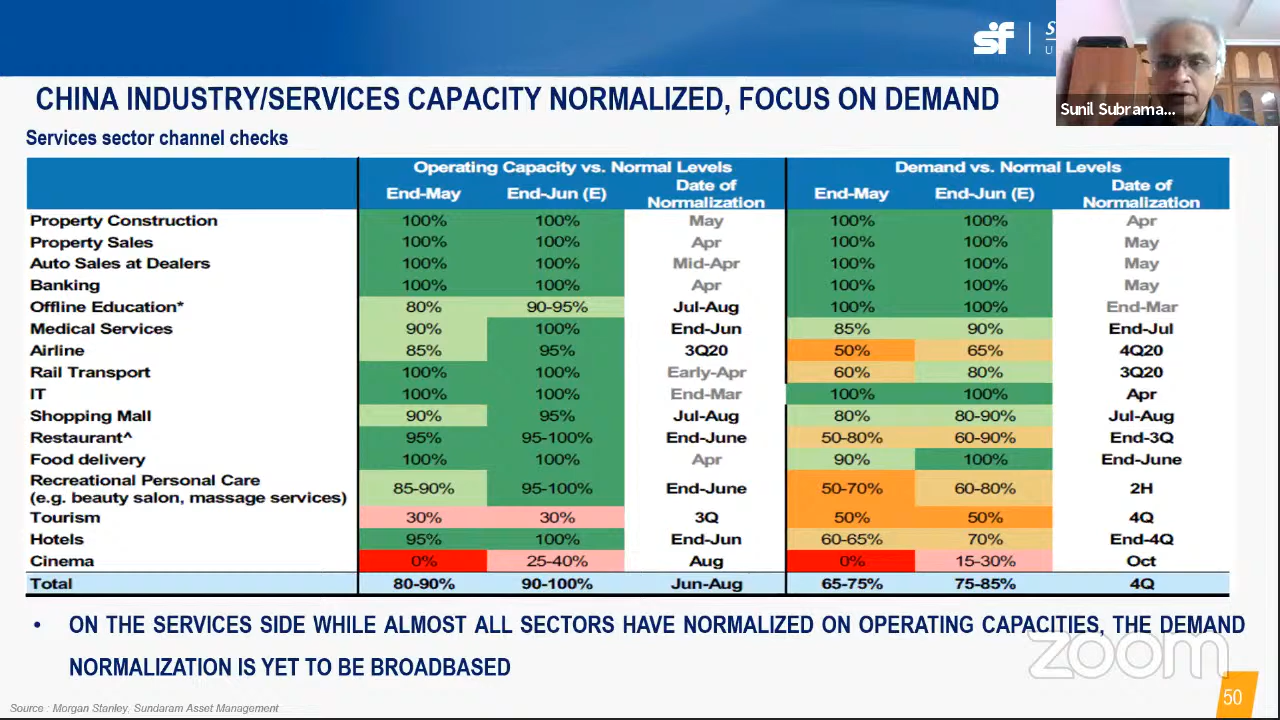 sf
S
U
Sunil Subrama...
CHINA INDUSTRY/SERVICES CAPACITY NORMALIZED, FOCUS ON DEMAND
Services sector channel checks
Operating Capacity vs. Normal Levels Demand vs. Normal Levels
End-May End-Jun (E) Date of Normalization End-May End-Jun (E) Date of Normalization
Property Construction 100% 100% May 100% 100% Apr
Property Sales 100% 100% Apr 100% 100% May
Auto Sales at Dealers 100% 100% Mid-Apr 100% 100% May
Banking 100% 100% Apr 100% 100% May
Offline Education* 80% 90-95% Jul-Aug 100% 100% End-Mar
Medical Services 90% 100% End-Jun 85% 90% End-Jul
Airline 85% 95% 3Q20 50% 65% 4Q20
Rail Transport 100% 100% Early-Apr 60% 80% 3Q20
IT 100% 100% End-Mar 100% 100% Apr
Shopping Mall 90% 95% Jul-Aug 80% 80-90% Jul-Aug
Restaurant^ 95% 95-100% End-June 50-80% 60-90% End-3Q
Food delivery 100% 100% Apr 90% 100% End-June
Recreational Personal Care
(e.g. beauty salon, massage services) 85-90% 95-100% End-June 50-70% 60-80% 2H
Tourism 30% 30% 3Q 50% 50% 4Q
Hotels 95% 100% End-Jun 60-65% 70% End-4Q
Cinema 0% 25-40% Aug 0% 15-30% Oct
Total 80-90% 90-100% Jun-Aug 65-75% 75-85% 4Q
• ON THE SERVICES SIDE WHILE ALMOST ALL SECTORS HAVE NORMALIZED ON OPERATING CAPACITIES, THE DEMAND
NORMALIZATION IS YET TO BE BROADBASED
zoom
50
Source : Morgan Stanley, Sundaram Asset Management